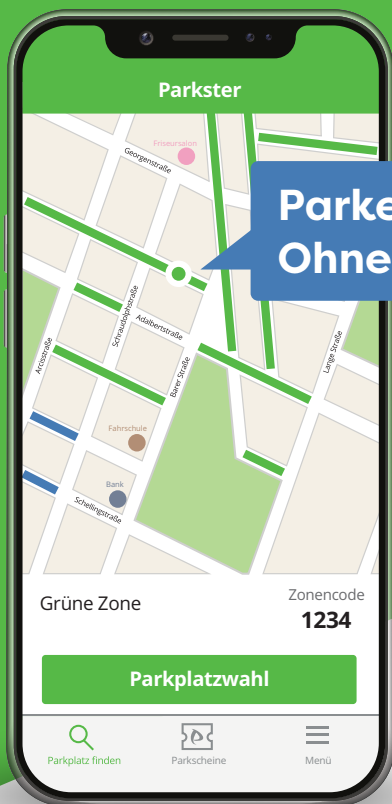 Parkster
Friseursalon
Georgenstraße
Parke
Ohne
Schraudolphstraße
Adalbertstraße
Arcisstraße
Barer Straße
Lange Straße
Fahrschule
Bank
Schellingstraße
Grüne Zone
Zonencode
1234
Parkplatzwahl
Parkplatz finden
Parkscheine
Menü